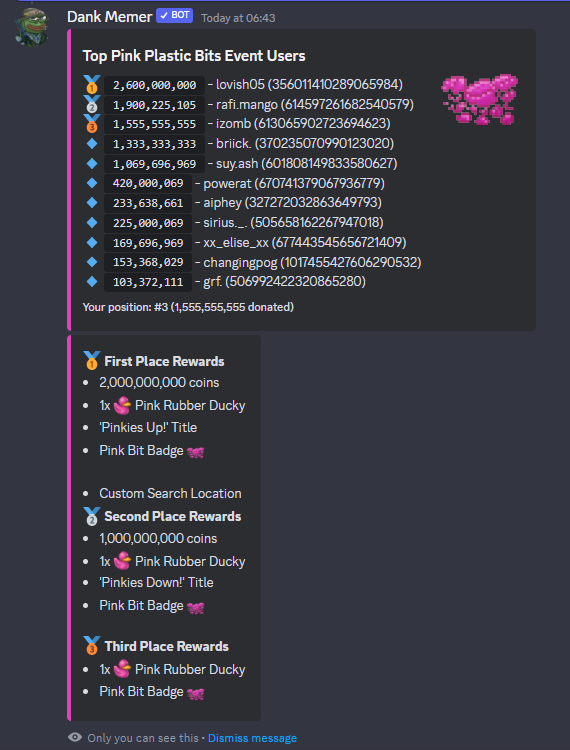 Dank Memer ✓ BOT Today at 06:43
Top Pink Plastic Bits Event Users
1 2,600,000,000 - lovish05 (356011410289065984)
2 1,900,225,105 - rafi.mango (614597261682540579)
3 1,555,555,555 - izomb (613065902723694623)
1,333,333,333 - briick. (370235070990123020)
1,069,696,969 - suy.ash (601808149833580627)
420,000,069 - powerat (670741379067936779)
233,638,661 - aiphey (327272032863649793)
225,000,069 - sirius._. (505658162267947018)
169,696,969 - xx_elise_xx (677443545656721409)
153,368,029 - changingpog (1017455427606290532)
103,372,111 - grf. (506992422320865280)
Your position: #3 (1,555,555,555 donated)
1 First Place Rewards
• 2,000,000,000 coins
• 1x Pink Rubber Ducky
• 'Pinkies Up!' Title
• Pink Bit Badge
• Custom Search Location
2 Second Place Rewards
• 1,000,000,000 coins
• 1x Pink Rubber Ducky
• 'Pinkies Down!' Title
• Pink Bit Badge
3 Third Place Rewards
• 1x Pink Rubber Ducky
• Pink Bit Badge
Only you can see this • Dismiss message